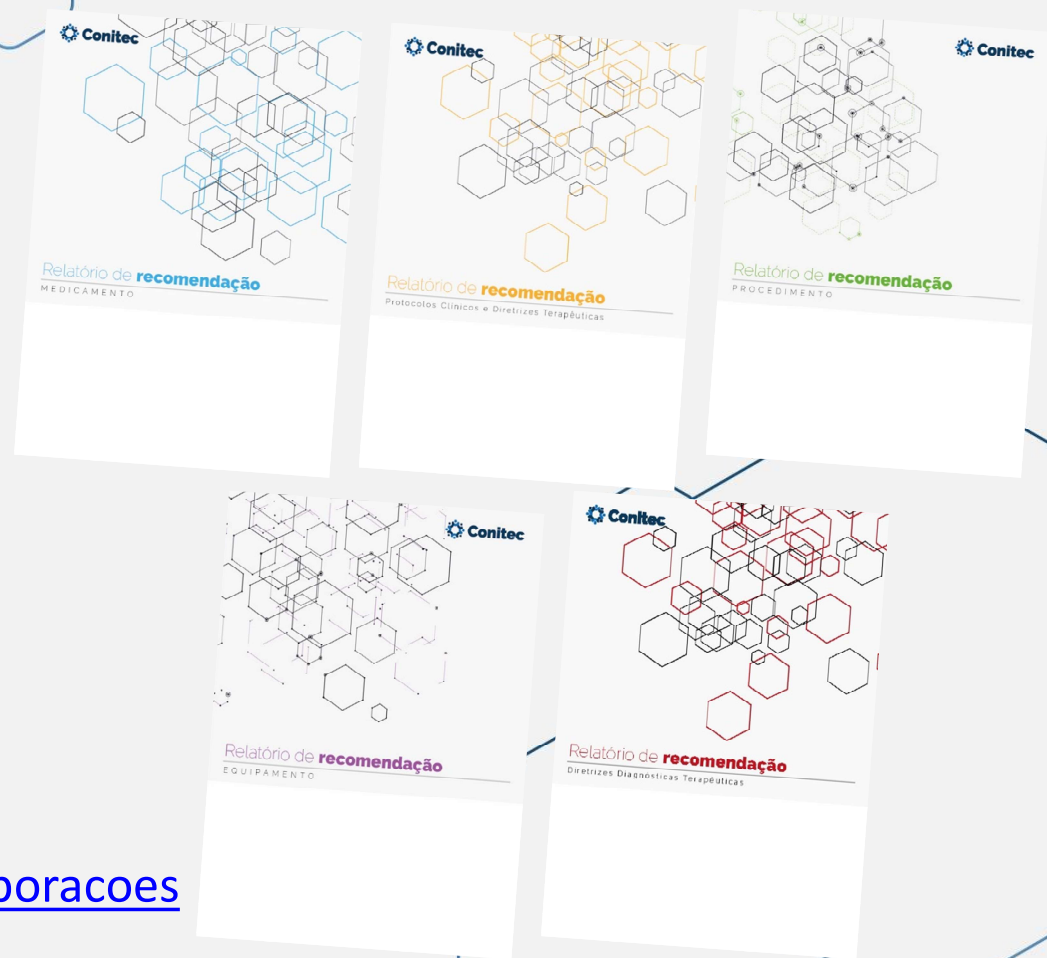 Conitec
Relatório de recomendação
MEDICAMENTO
Conitec
Relatório de recomendação
Protocolos Clínicos e Diretrizes Terapêuticas
Conitec
Relatório de recomendação
PROCEDIMENTO
Conitec
Relatório de recomendação
EQUIPAMENTO
Conitec
Relatório de recomendação
Diretrizes Diagnósticas Terapêuticas
poracoes